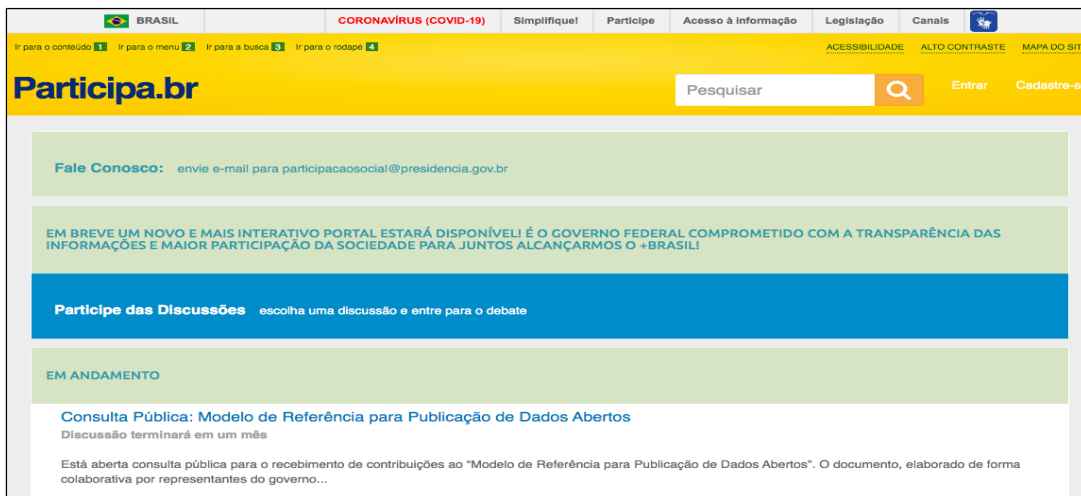 BRASIL CORONAVÍRUS (COVID-19) Simplifique! Participe Acesso à informação Legislação Canais
Ir para o conteúdo 1 Ir para o menu 2 Ir para a busca 3 Ir para o rodapé 4 ACESSIBILIDADE ALTO CONTRASTE MAPA DO SIT
Participa.br Pesquisar Entrar Cadastre-s
Fale Conosco: envie e-mail para participacaosocial@presidencia.gov.br
EM BREVE UM NOVO E MAIS INTERATIVO PORTAL ESTARÁ DISPONÍVEL! É O GOVERNO FEDERAL COMPROMETIDO COM A TRANSPARÊNCIA DAS
INFORMAÇÕES E MAIOR PARTICIPAÇÃO DA SOCIEDADE PARA JUNTOS ALCANÇARMOS O +BRASIL!
Participe das Discussões escolha uma discussão e entre para o debate
EM ANDAMENTO
Consulta Pública: Modelo de Referência para Publicação de Dados Abertos
Discussão terminará em um mês
Está aberta consulta pública para o recebimento de contribuições ao “Modelo de Referência para Publicação de Dados Abertos”. O documento, elaborado de forma
colaborativa por representantes do governo...